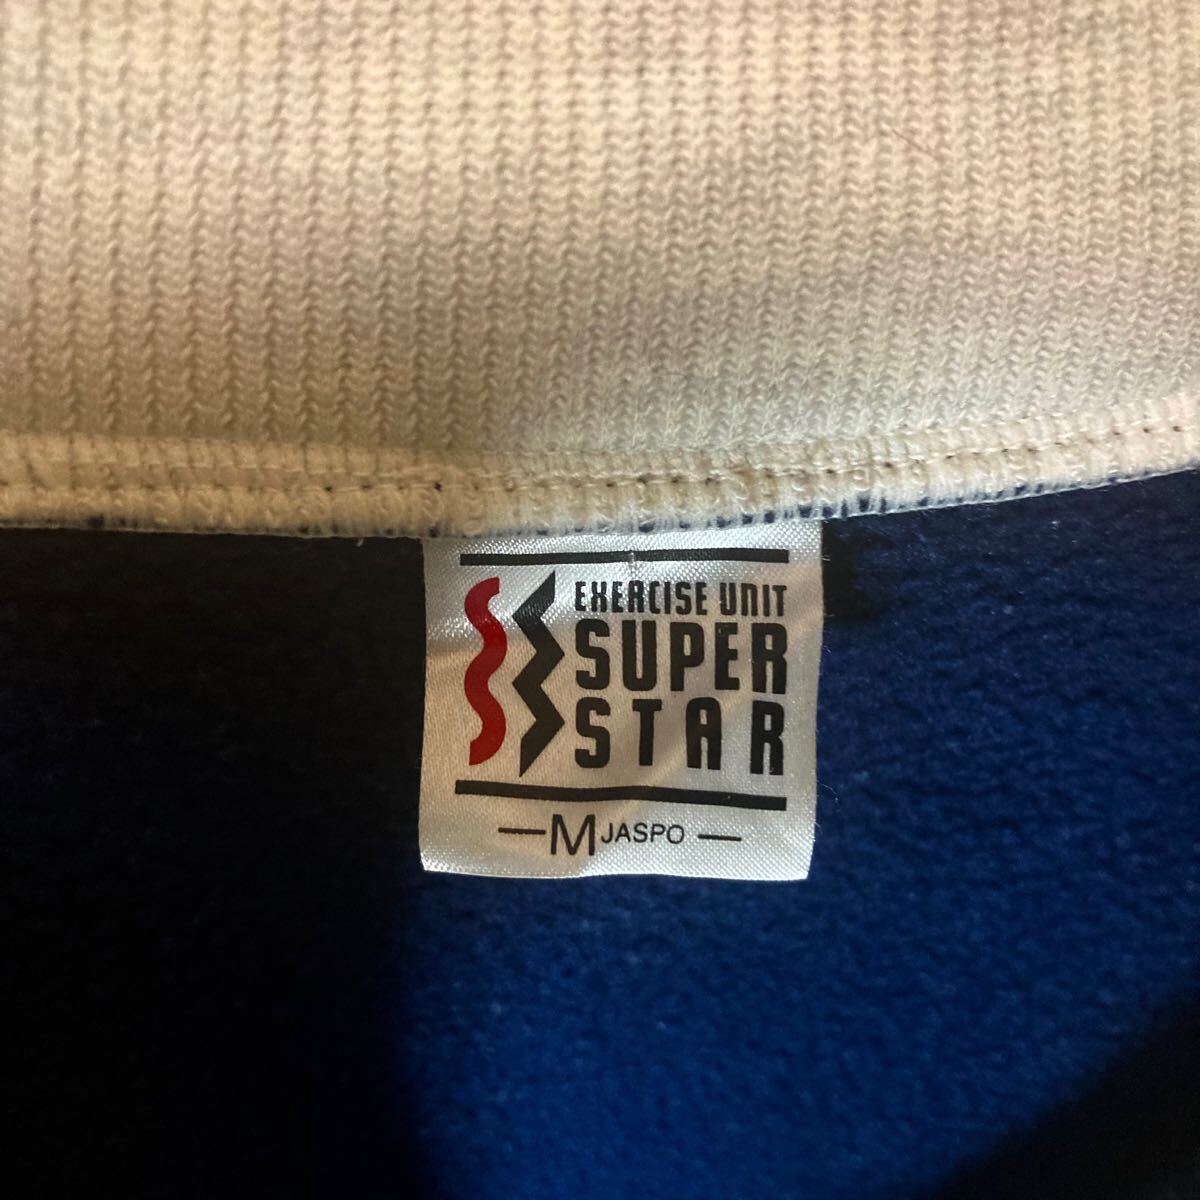 EXERCISE UNIT
SUPER
STAR
M JASPO